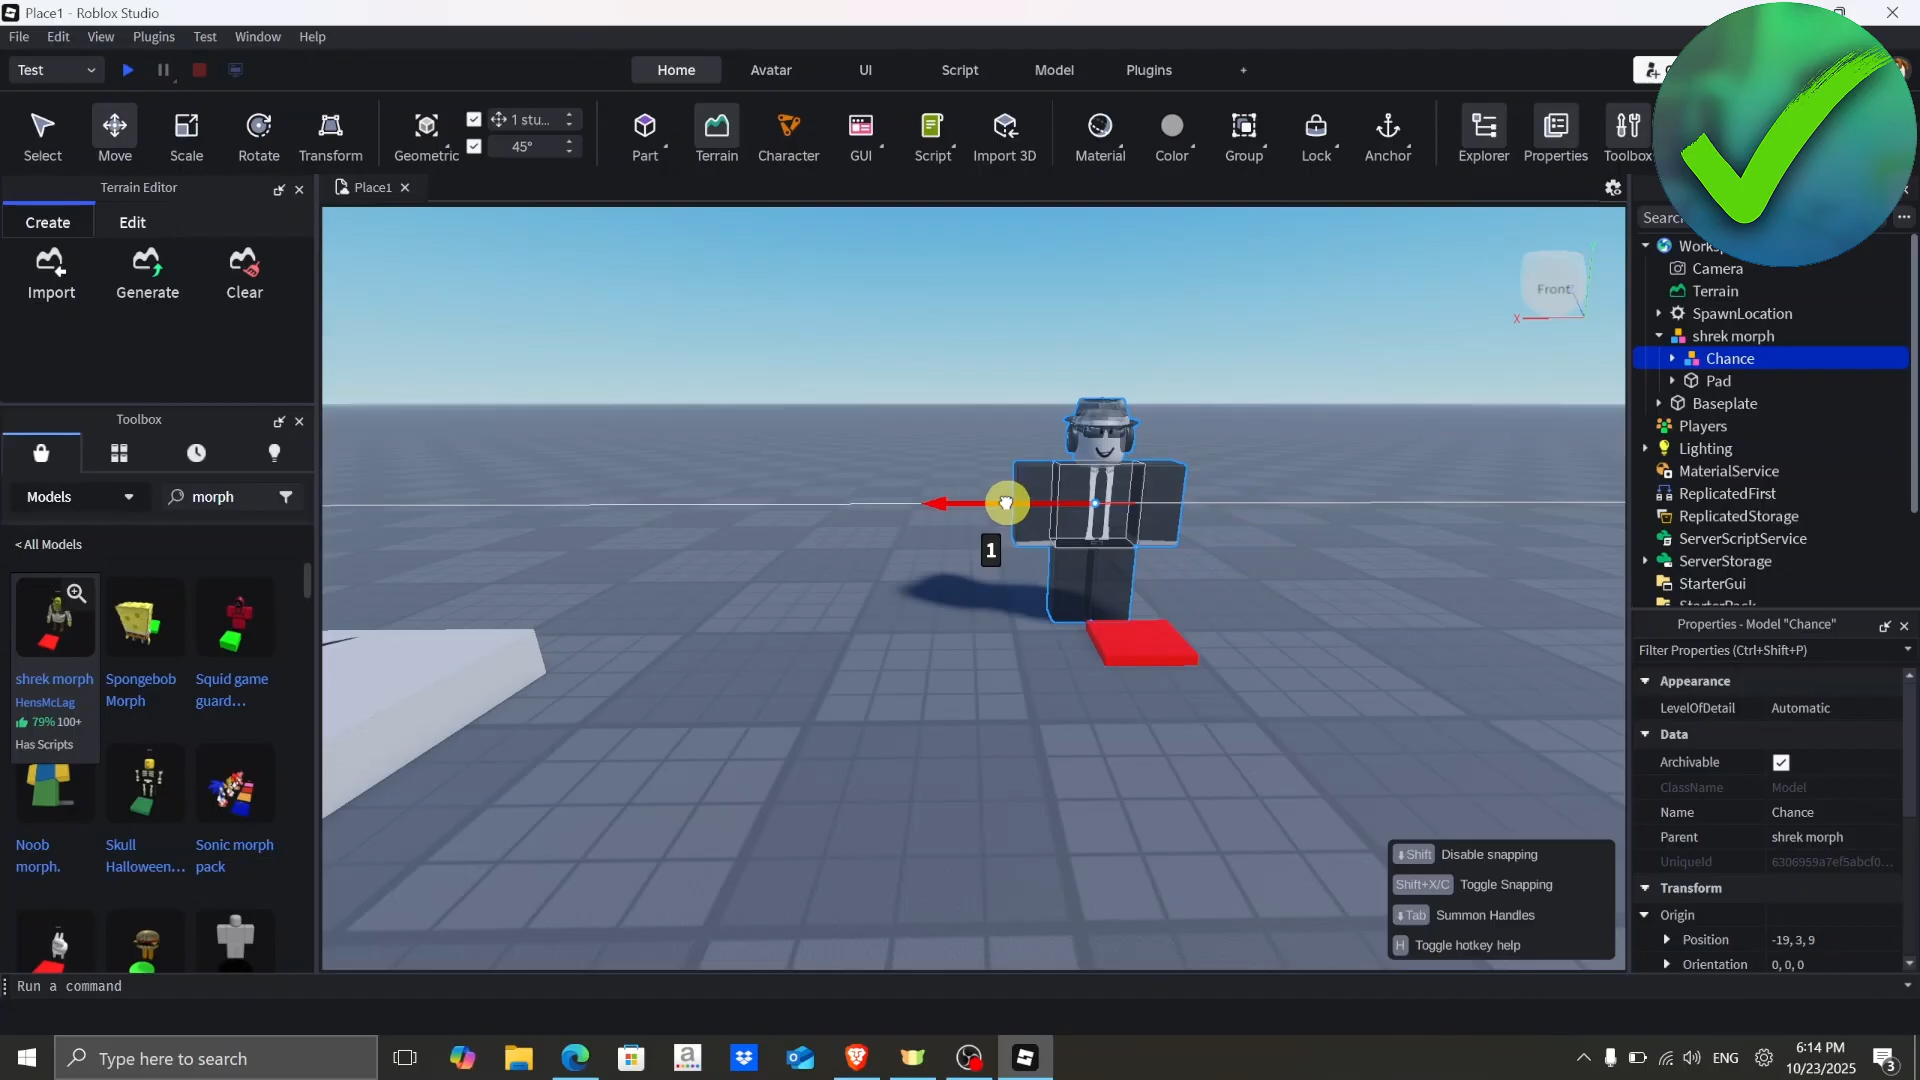 Place1 - Roblox Studio
File Edit View Plugins Test Window Help
Test Home Avatar UI Script Model Plugins +
1 stu...
45°
Select Move Scale Rotate Transform Geometric Part Terrain Character GUI Script Import 3D Material Color Group Lock Anchor Explorer Properties Toolbox
Terrain Editor
Create Edit
Import Generate Clear
Toolbox
Models morph
< All Models
shrek morph
HensMcLag
79% 100+
Has Scripts
Spongebob
Morph
Squid game
guard...
Noob
morph.
Skull
Halloween...
Sonic morph
pack
Place1
Front
X
1
Shift Disable snapping
Shift+X/C Toggle Snapping
Tab Summon Handles
H Toggle hotkey help
Camera
Terrain
SpawnLocation
shrek morph
Chance
Pad
Baseplate
Players
Lighting
MaterialService
ReplicatedFirst
ReplicatedStorage
ServerScriptService
ServerStorage
StarterGui
StarterPack
Properties - Model "Chance"
Filter Properties (Ctrl+Shift+P)
Appearance
LevelOfDetail Automatic
Data
Archivable
ClassName Model
Name Chance
Parent shrek morph
UniqueId 6306959a7ef5abcf0...
Transform
Origin
Position -19, 3, 9
Orientation 0, 0, 0
Run a command
Type here to search
a
ENG
6:14 PM
10/23/2025
3